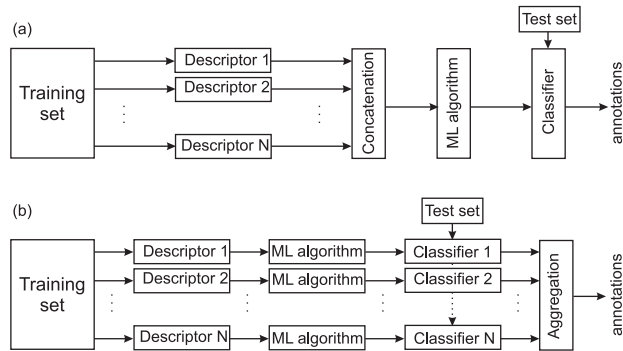 (a)
Training
set
Descriptor 1
Descriptor 2
Descriptor N
Concatenation
ML algorithm
Test set
Classifier
annotations
(b)
Training
set
Descriptor 1
ML algorithm
Classifier 1
Descriptor 2
ML algorithm
Classifier 2
Descriptor N
ML algorithm
Classifier N
Test set
Aggregation
annotations